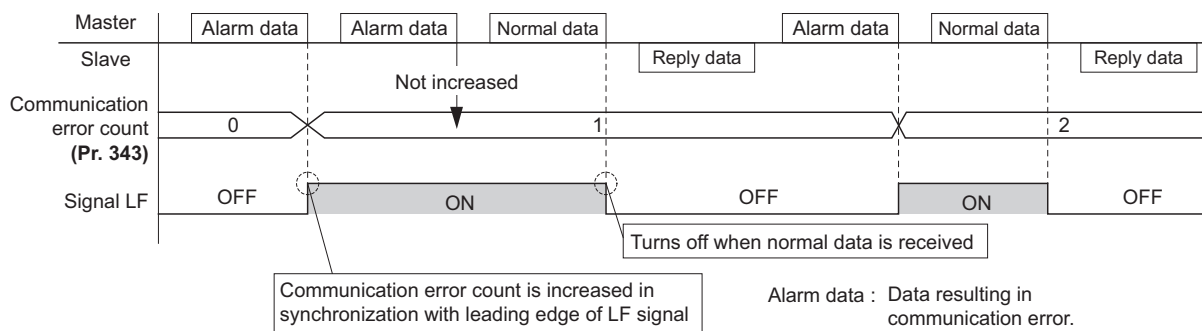 Master
Alarm data
Alarm data
Normal data
Alarm data
Normal data
Slave
Reply data
Reply data
Not increased
Communication
error count
(Pr. 343)
0
1
2
Signal LF
OFF
ON
OFF
ON
OFF
Turns off when normal data is received
Communication error count is increased in
synchronization with leading edge of LF signal
Alarm data : Data resulting in
communication error.